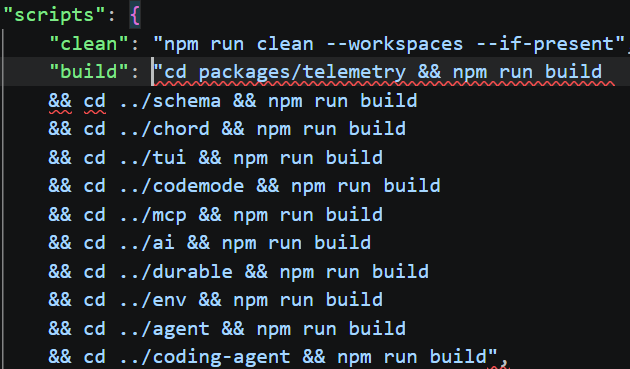 "scripts": {
"clean": "npm run clean --workspaces --if-present",
"build": "cd packages/telemetry && npm run build
&& cd ../schema && npm run build
&& cd ../chord && npm run build
&& cd ../tui && npm run build
&& cd ../codemode && npm run build
&& cd ../mcp && npm run build
&& cd ../ai && npm run build
&& cd ../durable && npm run build
&& cd ../env && npm run build
&& cd ../agent && npm run build
&& cd ../coding-agent && npm run build",